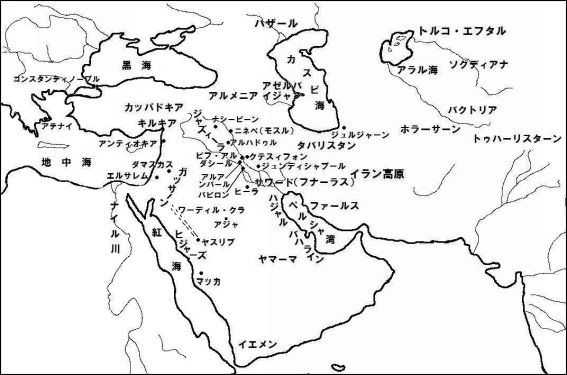 ハザール
トルコ・エフタル
黒 海
カスピ海
アラル海
ソグディアナ
コンスタンティノープル
アルメニア
アゼルバ
イジャン
バクトリア
カッパドキア
ジャズィラ
ナシービーン
キルキア
ニネベ(モスル)
ジュルジャーン
ホラーサーン
アテナイ
アルハドゥル
タバリスタン
トゥハーリスターン
アンティオキア
地 中 海
ビフ・アル
ダシール
クテスィフォン
ダマスカス
ジュンディシャプール
イラン高原
エルサレム
ガッサン
アルア
ンバール
サワード(フナーラス)
バビロン
ヒーラ
ファールス
ナイル川
ワーディル・クラ
ハジャル
ペルシャ湾
アジャ
バハライン
紅 海
ヒジャーズ
ヤスリブ
ヤマーマ
マッカ
イエメン